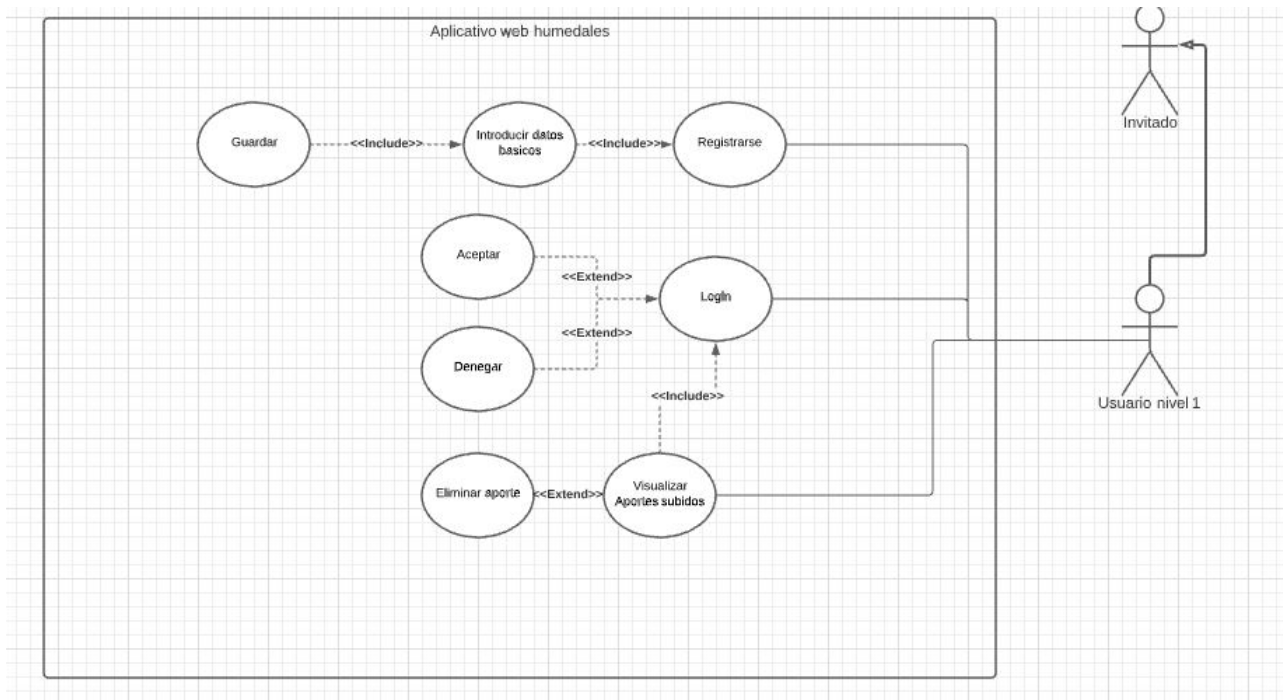 Aplicativo web humedales
Invitado
Guardar
<<Include>>
Introducir datos
basicos
<<Include>>
Registrarse
Aceptar
<<Extend>>
LogIn
<<Extend>>
Denegar
<<Include>>
Usuario nivel 1
Eliminar aporte
<<Extend>>
Visualizar
Aportes subidos